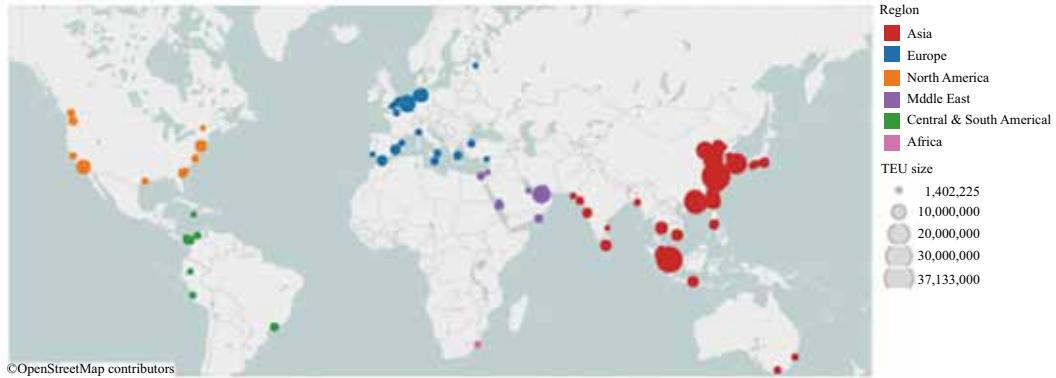 Reglon
Asia
Europe
North America
Mddle East
Central & South Americal
Africa
TEU size
1,402,225
10,000,000
20,000,000
30,000,000
37,133,000
©OpenStreetMap contributors